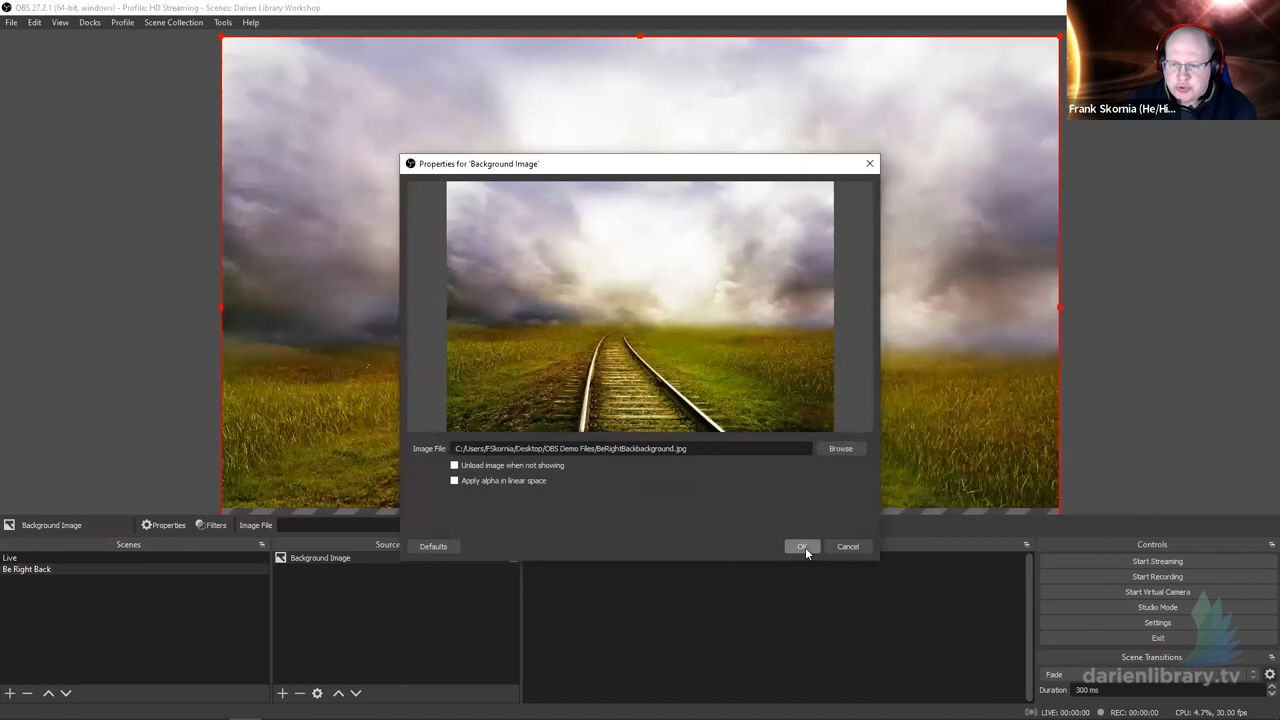 OBS 27.2.1 (64-bit, windows) - Profile: HD Streaming - Scenes: Darien Library Workshop
File Edit View Docks Profile Scene Collection Tools Help
Frank Skornia (He/Hi...
Properties for 'Background Image'
Image File C:/Users/FSkornia/Desktop/OBS Demo Files/BeRightBackbackground.jpg Browse
Unload image when not showing
Apply alpha in linear space
Defaults OK Cancel
Background Image Properties Filters Image File
Scenes
Live
Be Right Back
Source
Background Image
Controls
Start Streaming
Start Recording
Start Virtual Camera
Studio Mode
Settings
Exit
Scene Transitions
Fade
Duration 300 ms
darienlibrary.tv
LIVE: 00:00:00 REC: 00:00:00 CPU: 4.7%, 30.00 fps